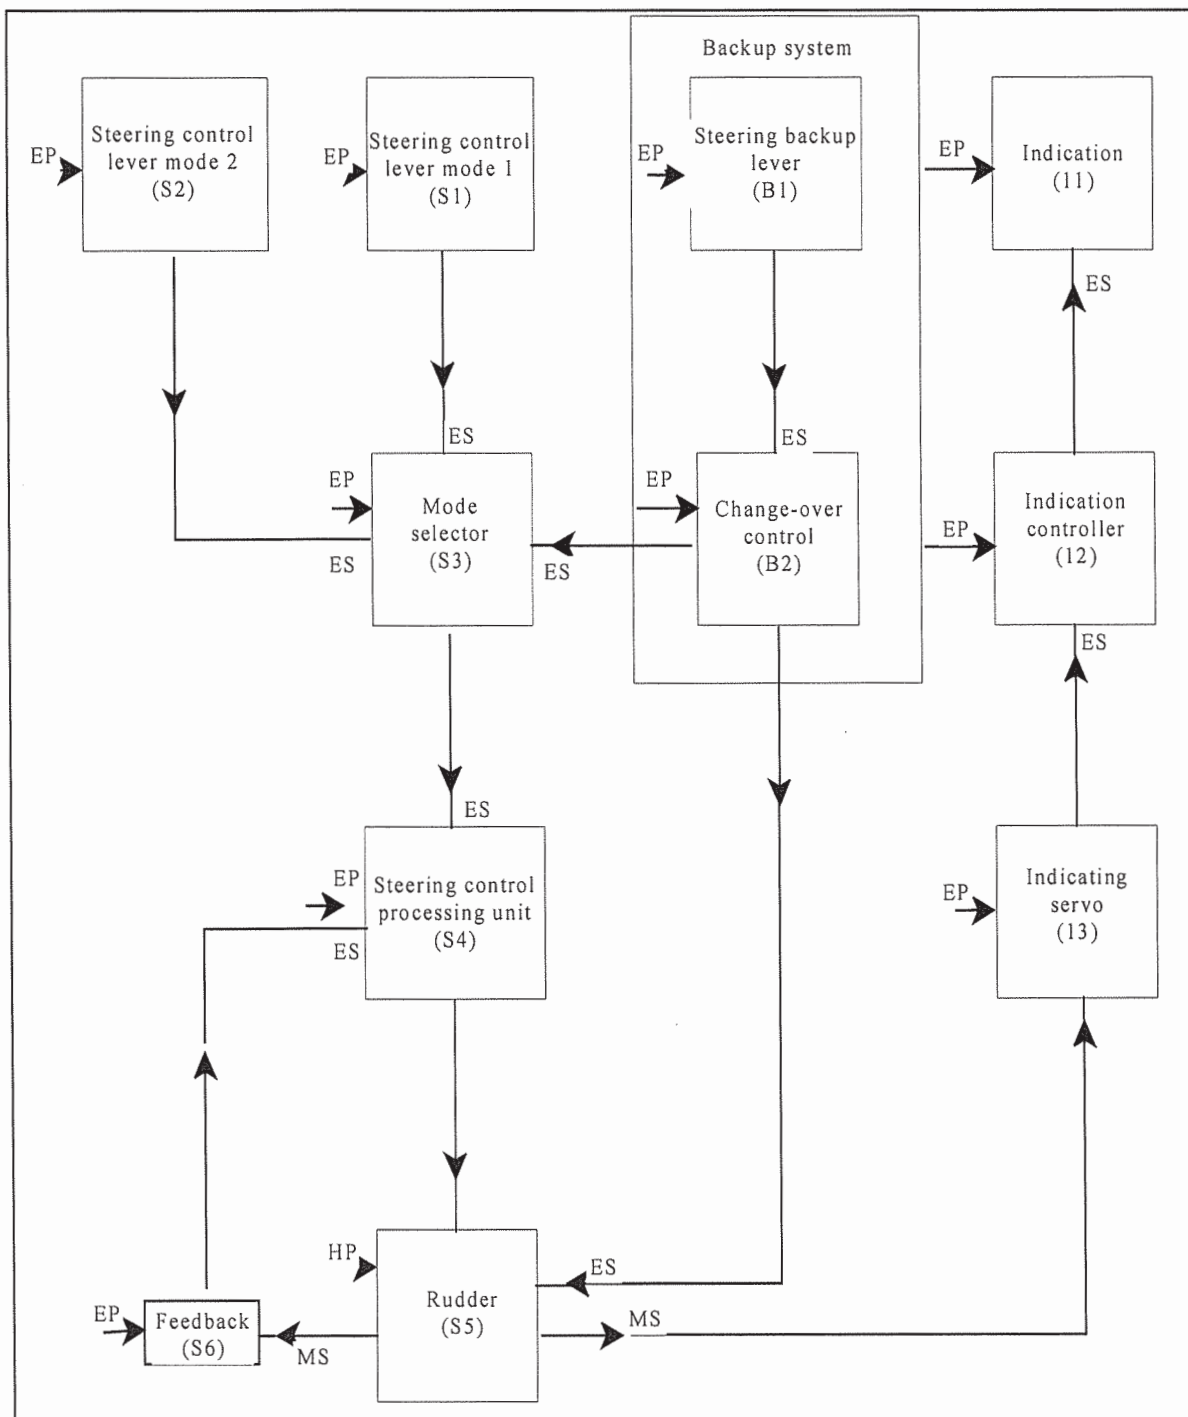 Backup system
Steering control
lever mode 2
(S2)
EP
Steering control
lever mode 1
(S1)
EP
Steering backup
lever
(B1)
EP
Indication
(11)
EP
ES
ES
ES
EP
Mode
selector
(S3)
ES
EP
Change-over
control
(B2)
ES
EP
Indication
controller
(12)
ES
ES
EP
Steering control
processing unit
(S4)
ES
EP
Indicating
servo
(13)
HP
Rudder
(S5)
ES
MS
EP
Feedback
(S6)
MS